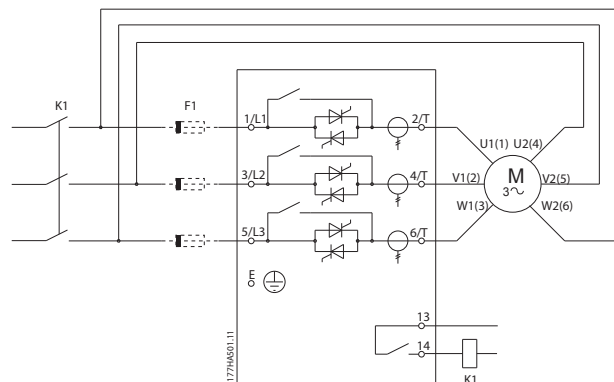 K1
F1
1/L1
2/T
U1(1) U2(4)
3/L2
4/T
V1(2)
M
3~
V2(5)
W1(3)
W2(6)
5/L3
6/T
E
13
14
K1
177HA501.11